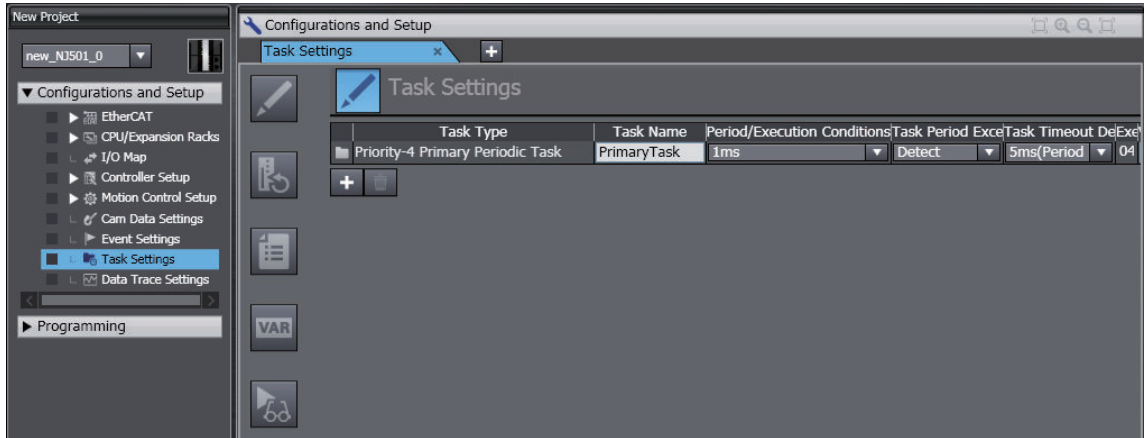 New Project
new_NJ501_0
Configurations and Setup
EtherCAT
CPU/Expansion Racks
I/O Map
Controller Setup
Motion Control Setup
Cam Data Settings
Event Settings
Task Settings
Data Trace Settings
Programming
Configurations and Setup
Task Settings
Task Settings
Task Type Task Name Period/Execution Conditions Task Period Exce Task Timeout De Exe
Priority-4 Primary Periodic Task PrimaryTask 1ms Detect 5ms(Period 04
VAR